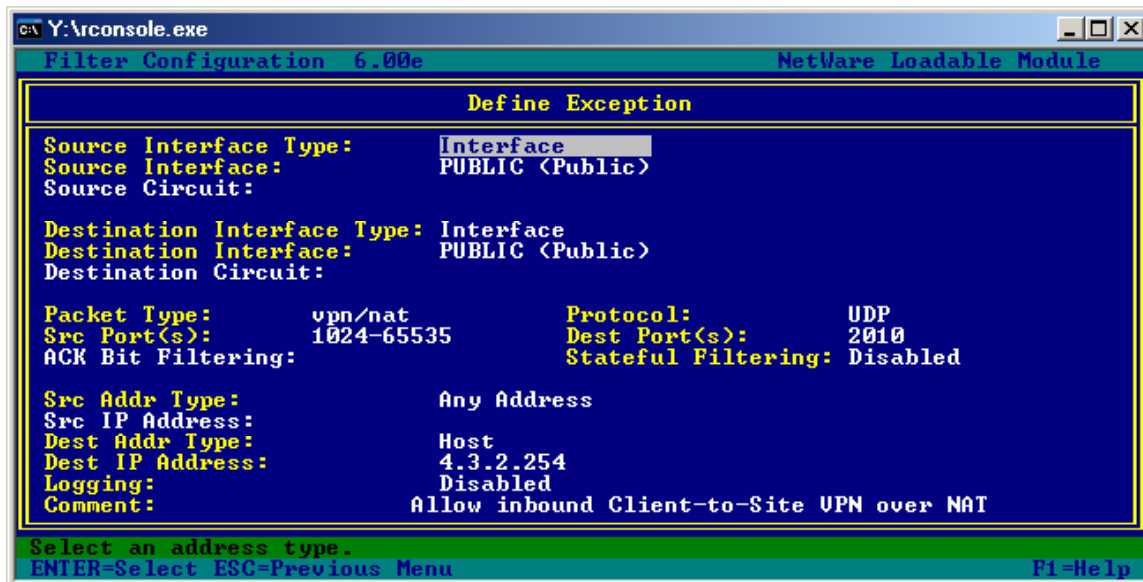 Y:\rconsole.exe
Filter Configuration 6.00e NetWare Loadable Module
Define Exception
Source Interface Type: Interface
Source Interface: PUBLIC (Public)
Source Circuit:
Destination Interface Type: Interface
Destination Interface: PUBLIC (Public)
Destination Circuit:
Packet Type: vpn/nat Protocol: UDP
Src Port(s): 1024-65535 Dest Port(s): 2010
ACK Bit Filtering: Stateful Filtering: Disabled
Src Addr Type: Any Address
Src IP Address:
Dest Addr Type: Host
Dest IP Address: 4.3.2.254
Logging: Disabled
Comment: Allow inbound Client-to-Site VPN over NAT
Select an address type.
ENTER=Select ESC=Previous Menu F1=Help